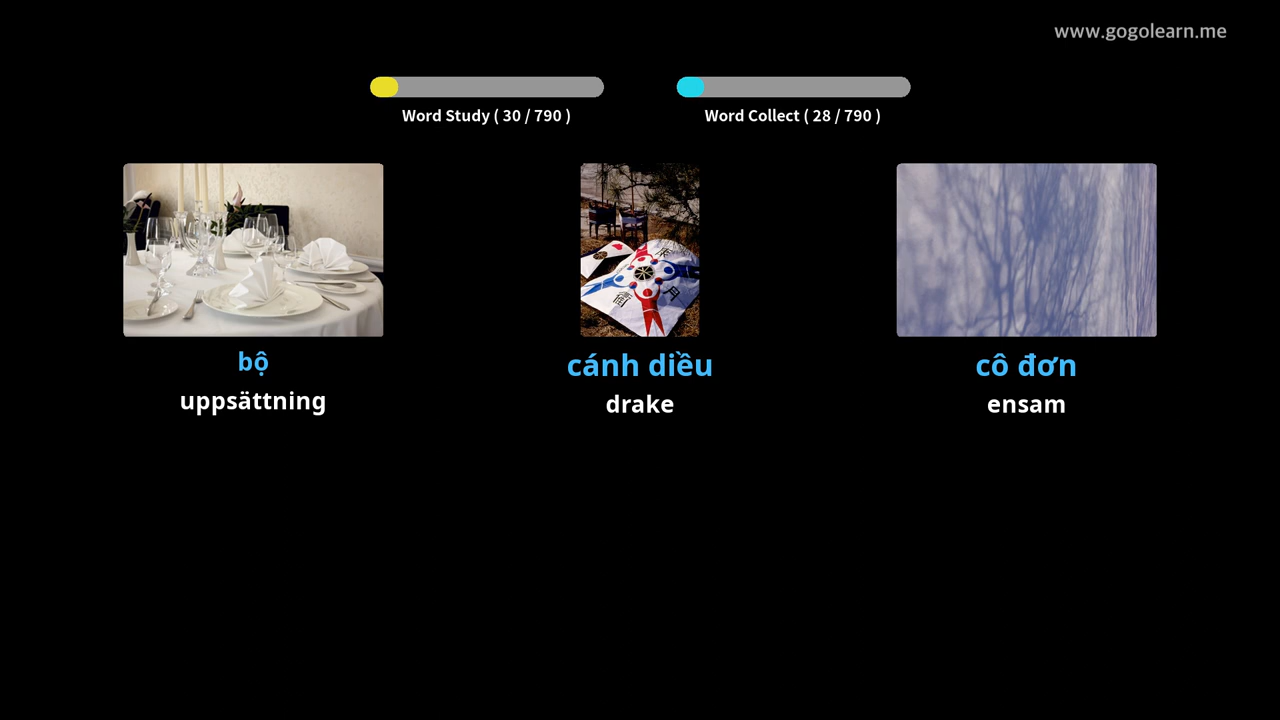 www.gogolearn.me
Word Study ( 30 / 790 )
Word Collect ( 28 / 790 )
bộ
uppsättning
cánh diều
drake
cô đơn
ensam